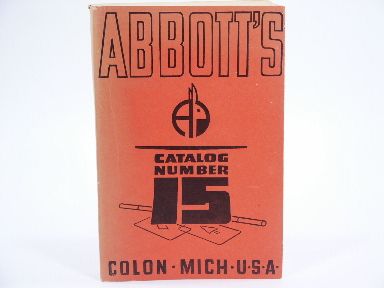 ABBOTT'S
CATALOG
NUMBER
15
COLON · MICH · U · S · A ·